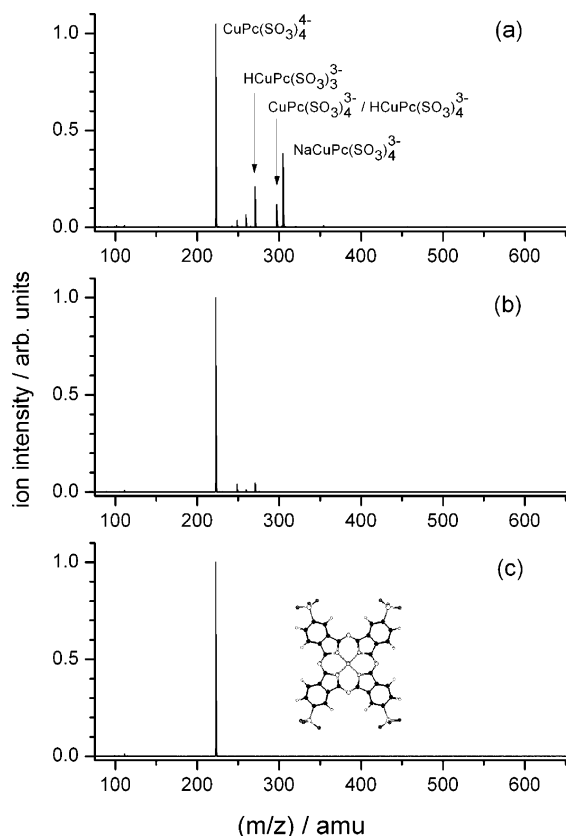 (a)
CuPc(SO3)4 4-
HCuPc(SO3)3 3-
CuPc(SO3)4 3- / HCuPc(SO3)4 3-
NaCuPc(SO3)4 3-
1.0
0.5
0.0
100 200 300 400 500 600
(b)
1.0
0.5
0.0
100 200 300 400 500 600
ion intensity / arb. units
(c)
1.0
0.5
0.0
100 200 300 400 500 600
(m/z) / amu